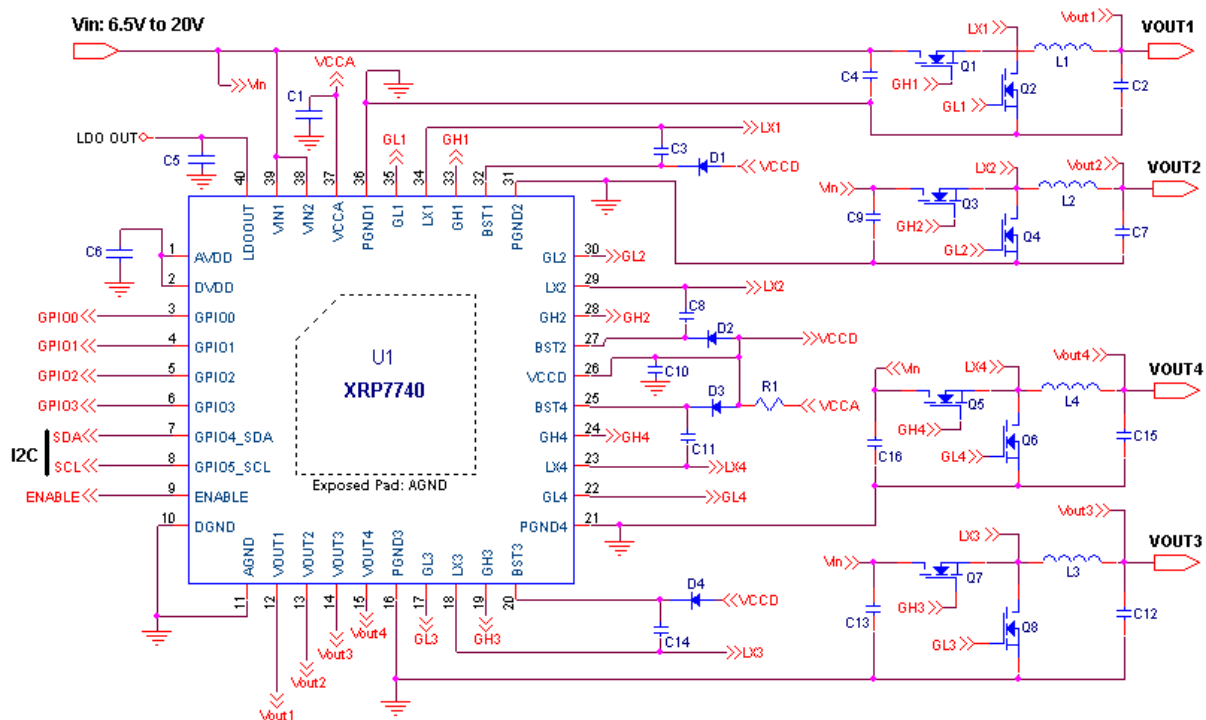 Vin: 6.5V to 20V
Vin
VCCA
C1
LDO OUT
C5
GL1
GH1
LX1
C3
D1
VCCD
C4
GH1
Q1
LX1
GL1
Q2
L1
Vout1
VOUT1
C2
40
39
38
37
36
35
34
33
32
31
LDOOUT
VIN1
VIN2
VCCA
PGND1
GL1
LX1
GH1
BST1
PGND2
Vin
C9
GH2
Q3
LX2
GL2
Q4
L2
Vout2
VOUT2
C7
C6
1
AVDD
2
DVDD
GPIO0
3
GPIO0
GPIO1
4
GPIO1
GPIO2
5
GPIO2
GPIO3
6
GPIO3
I2C
SDA
7
GPIO4_SDA
SCL
8
GPIO5_SCL
ENABLE
9
ENABLE
10
DGND
U1
XRP7740
Exposed Pad: AGND
GL2
30
GL2
LX2
29
LX2
C8
GH2
28
GH2
BST2
27
D2
VCCD
VCCD
26
C10
BST4
25
D3
R1
VCCA
GH4
24
GH4
C11
LX4
23
LX4
GL4
22
GL4
PGND4
21
Vin
C16
GH4
Q5
LX4
GL4
Q6
L4
Vout4
VOUT4
C15
AGND
VOUT1
VOUT2
VOUT3
VOUT4
PGND3
GL3
LX3
GH3
BST3
11
12
13
14
15
16
17
18
19
20
Vout1
Vout2
Vout3
Vout4
GL3
GH3
D4
VCCD
C14
LX3
Vin
C13
GH3
Q7
LX3
GL3
Q8
L3
Vout3
VOUT3
C12